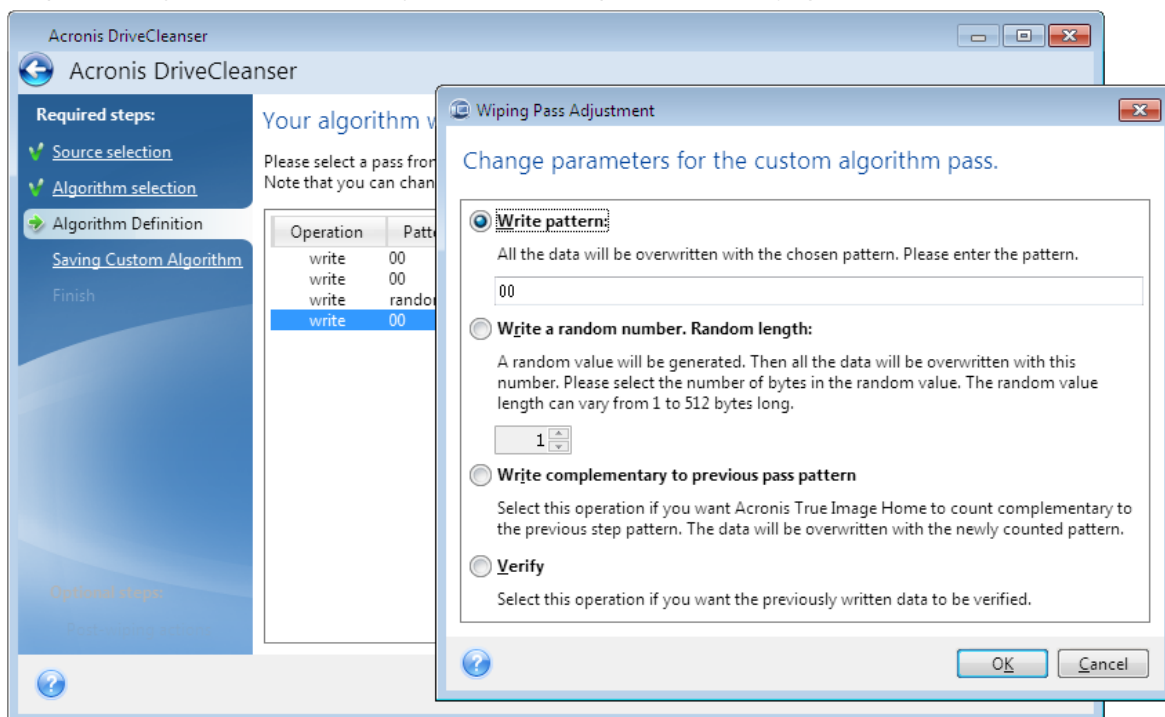 Acronis DriveCleanser
Acronis DriveCleanser
Required steps:
Source selection
Algorithm selection
Algorithm Definition
Saving Custom Algorithm
Finish
Your algorithm
Please select a pass
Note that you can
Operation
write 00
write 00
write
write 00
Wiping Pass Adjustment
Change parameters for the custom algorithm pass.
Write pattern:
All the data will be overwritten with the chosen pattern. Please enter the pattern.
00
Write a random number. Random length:
A random value will be generated. Then all the data will be overwritten with this
number. Please select the number of bytes in the random value. The random value
length can vary from 1 to 512 bytes long.
1
Write complementary to previous pass pattern
Select this operation if you want Acronis True Image Home to count complementary to
the previous step pattern. The data will be overwritten with the newly counted pattern.
Verify
Select this operation if you want the previously written data to be verified.
OK
Cancel